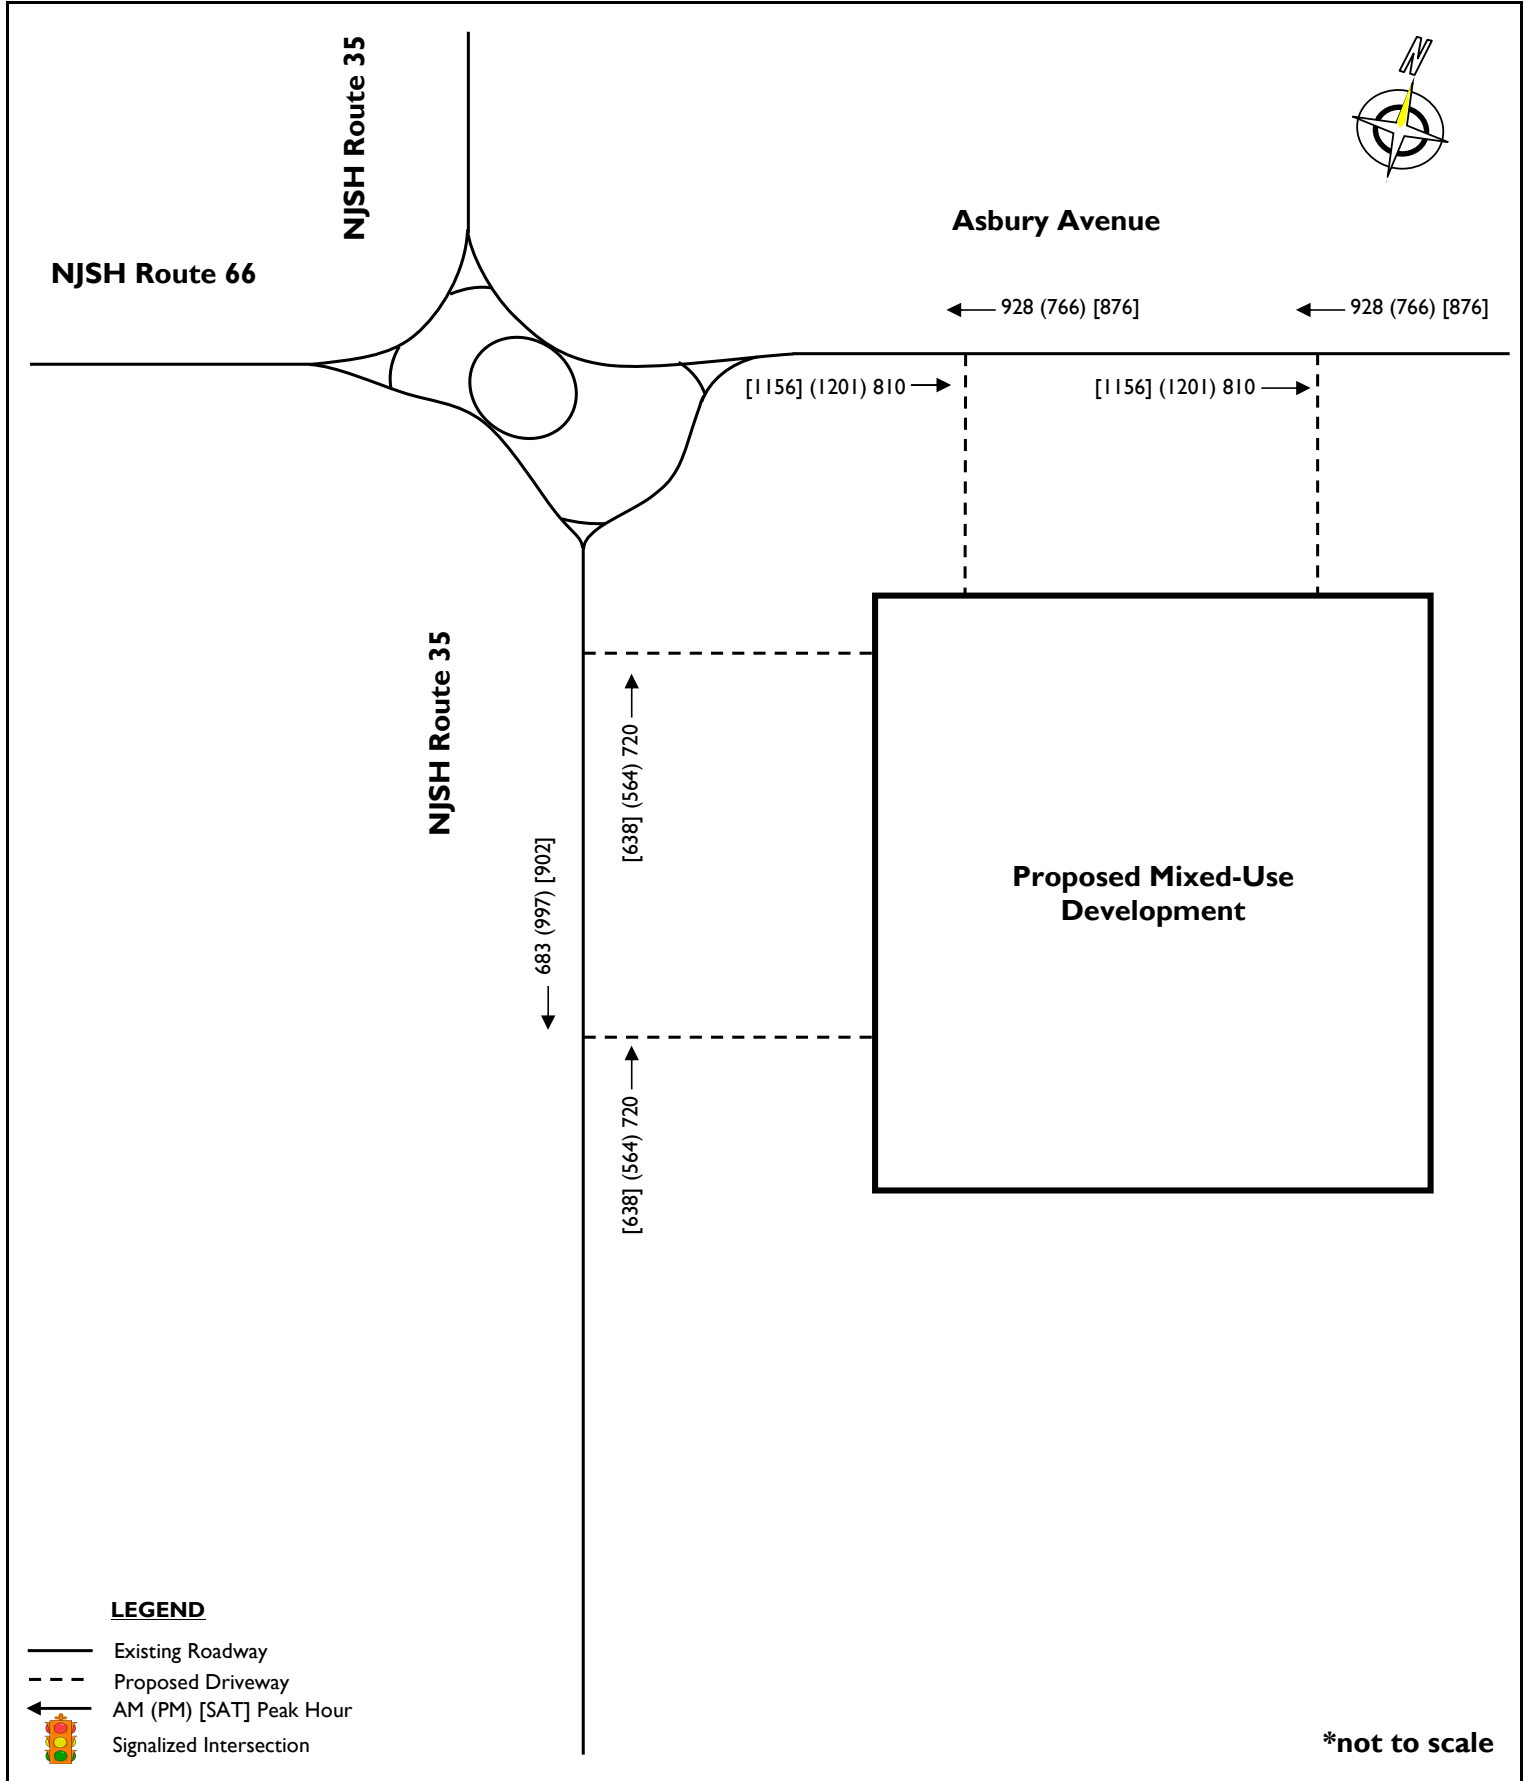 NJSH Route 35
N
Asbury Avenue
NJSH Route 66
928 (766) [876]
928 (766) [876]
[1156] (1201) 810
[1156] (1201) 810
NJSH Route 35
[638] (564) 720
683 (997) [902]
Proposed Mixed-Use
Development
[638] (564) 720
LEGEND
Existing Roadway
Proposed Driveway
AM (PM) [SAT] Peak Hour
Signalized Intersection
*not to scale